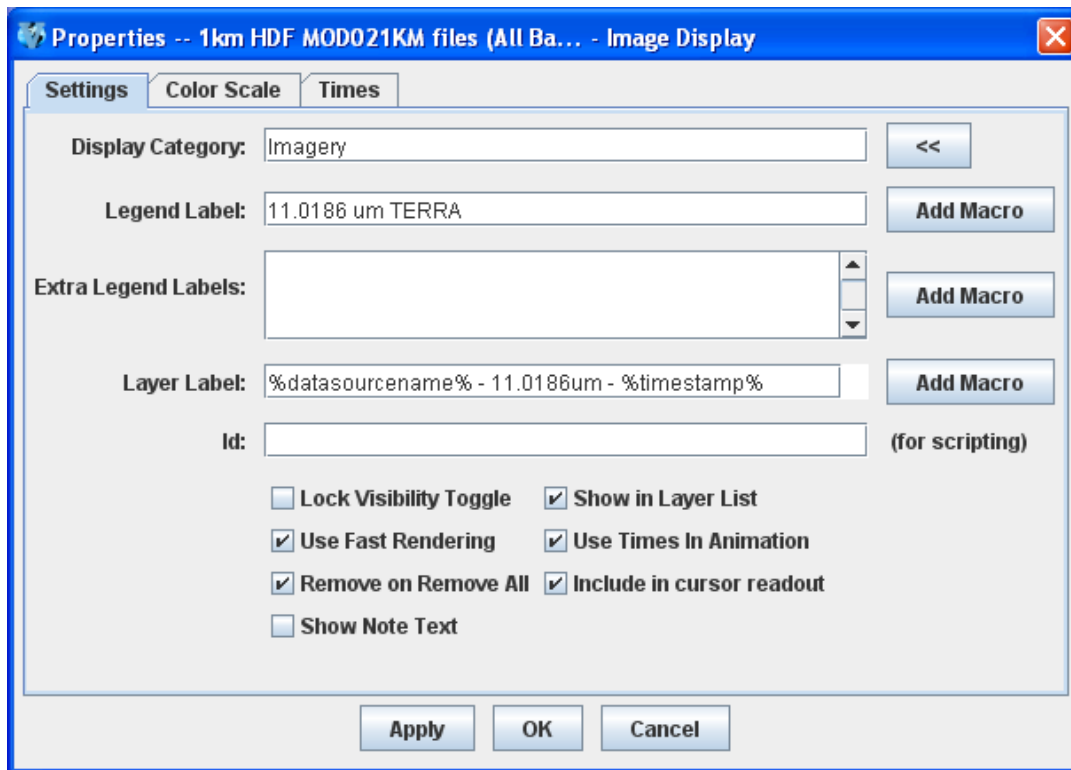 Properties -- 1km HDF MOD021KM files (All Ba... - Image Display
Settings Color Scale Times
Display Category: Imagery <<
Legend Label: 11.0186 um TERRA Add Macro
Extra Legend Labels: Add Macro
Layer Label: %datasourcename% - 11.0186um - %timestamp% Add Macro
Id: (for scripting)
Lock Visibility Toggle Show in Layer List
Use Fast Rendering Use Times In Animation
Remove on Remove All Include in cursor readout
Show Note Text
Apply OK Cancel